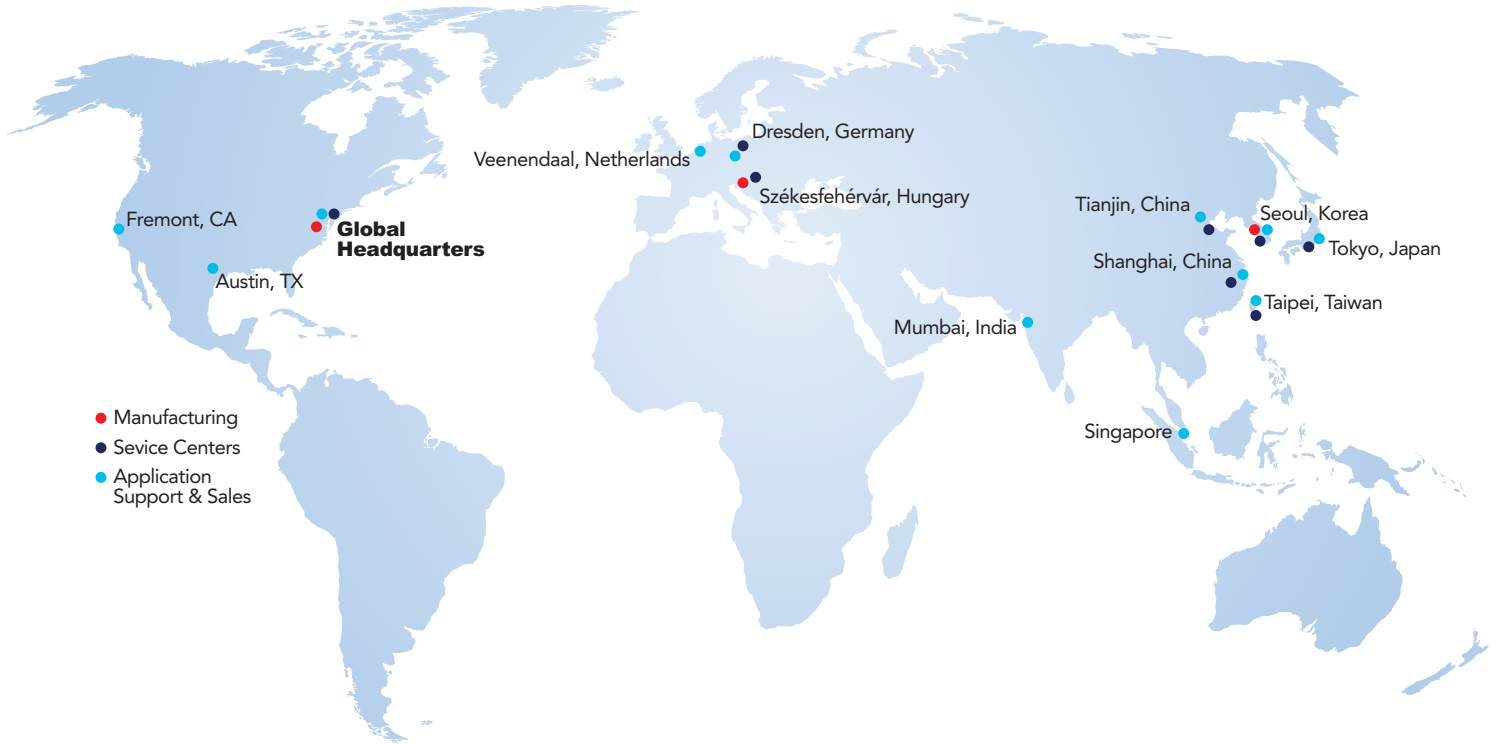 Dresden, Germany
Veenendaal, Netherlands
Székesfehérvár, Hungary
Tianjin, China
Seoul, Korea
Fremont, CA
Global
Headquarters
Tokyo, Japan
Shanghai, China
Austin, TX
Taipei, Taiwan
Mumbai, India
Manufacturing
Sevice Centers
Application
Support & Sales
Singapore